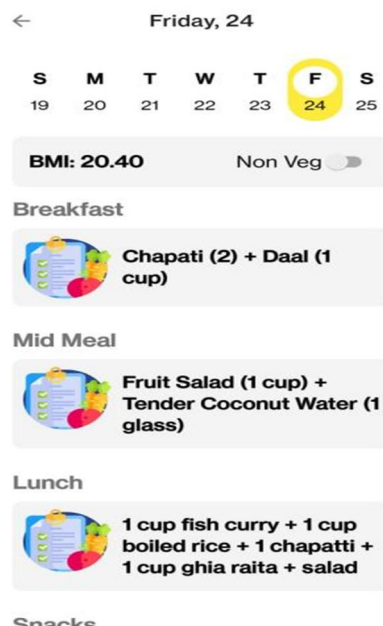 Friday, 24
S M T W T F S
19 20 21 22 23 24 25
BMI: 20.40 Non Veg
Breakfast
Chapati (2) + Daal (1
cup)
Mid Meal
Fruit Salad (1 cup) +
Tender Coconut Water (1
glass)
Lunch
1 cup fish curry + 1 cup
boiled rice + 1 chapatti +
1 cup ghia raita + salad
Snacks